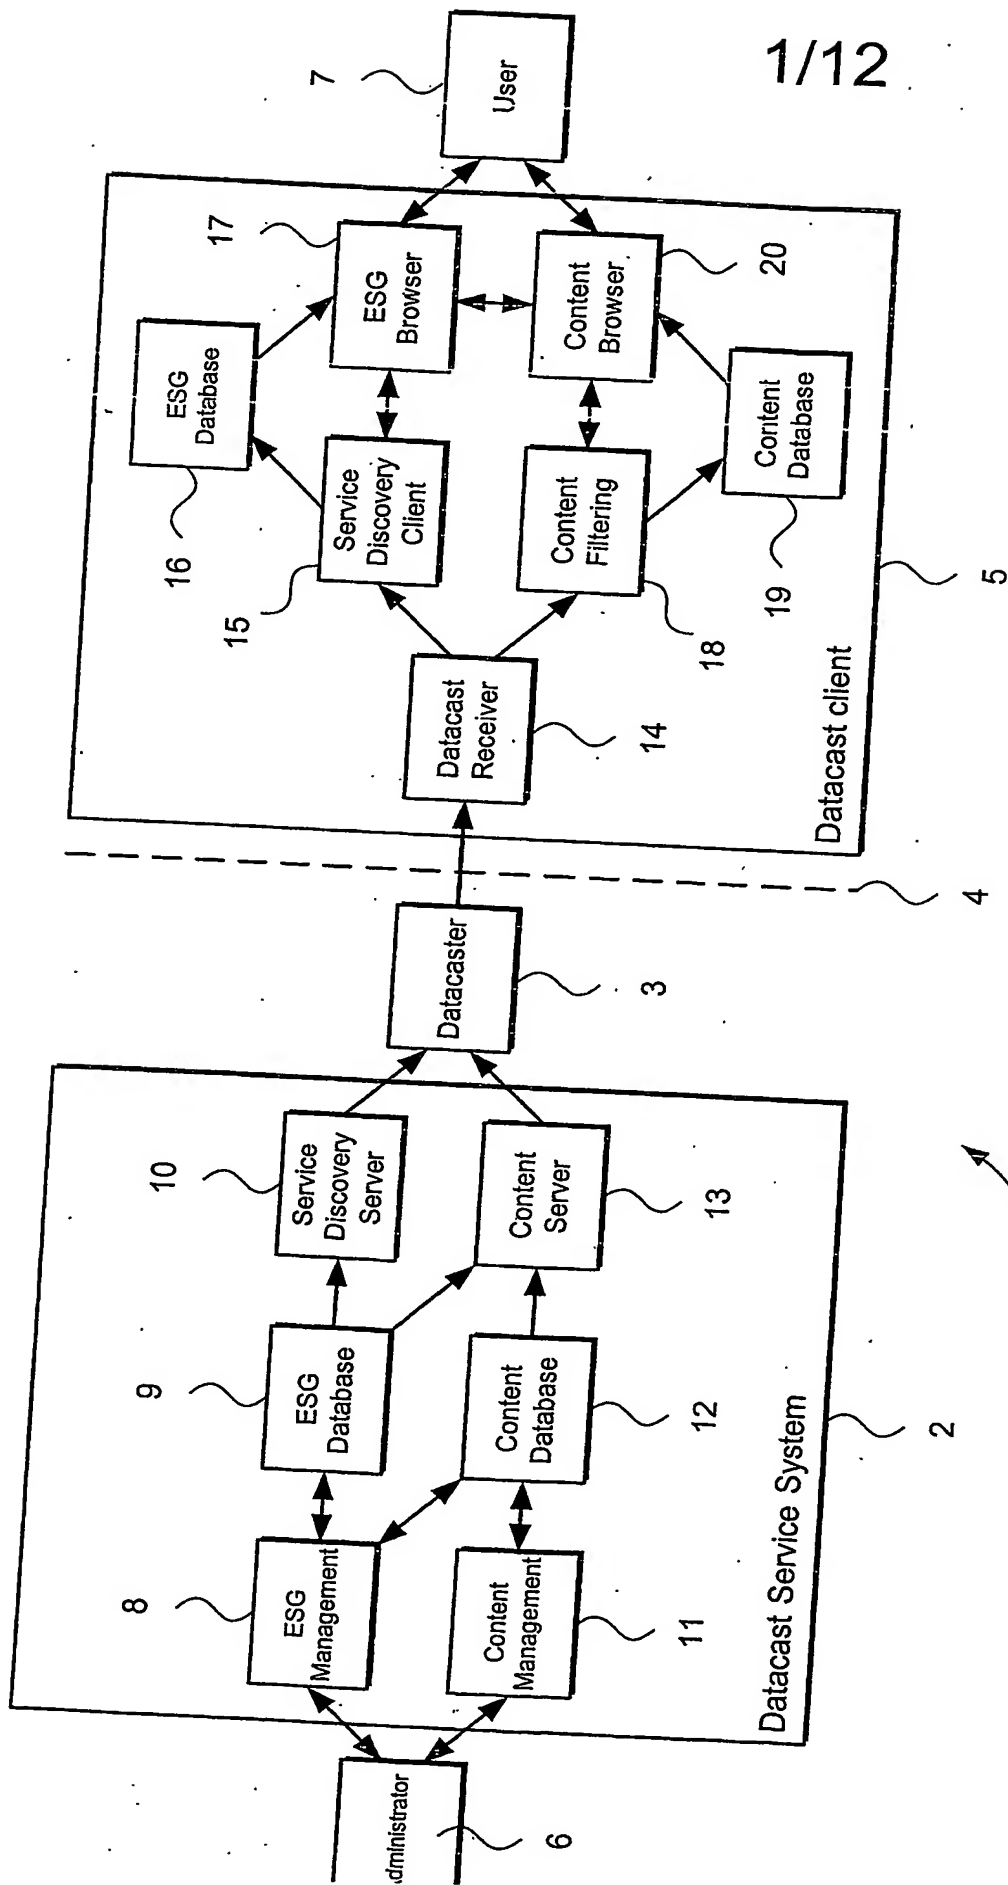 1/12
7
User
17
ESG
Browser
20
Content
Browser
ESG
Database
16
Service
Discovery
Client
15
Content
Filtering
18
Content
Database
19
Datacast
Receiver
14
Datacast client
5
4
Datacaster
3
10
Service
Discovery
Server
Content
Server
13
9
ESG
Database
Content
Database
12
8
ESG
Management
Content
Management
11
Datacast Service System
2
dministrator
6